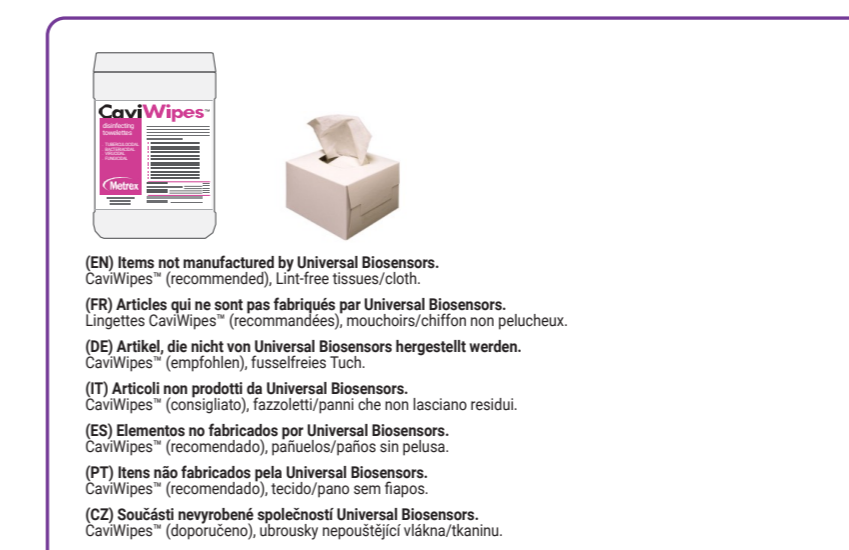 CaviWipes™
disinfecting
towelettes
TUBERCULOCIDAL
BACTERICIDAL
VIRUCIDAL
FUNGICIDAL
Metrex
(EN) Items not manufactured by Universal Biosensors.
CaviWipes™ (recommended), Lint-free tissues/cloth.
(FR) Articles qui ne sont pas fabriqués par Universal Biosensors.
Lingettes CaviWipes™ (recommandées), mouchoirs/chiffon non pelucheux.
(DE) Artikel, die nicht von Universal Biosensors hergestellt werden.
CaviWipes™ (empfohlen), fusselfreies Tuch.
(IT) Articoli non prodotti da Universal Biosensors.
CaviWipes™ (consigliato), fazzoletti/panni che non lasciano residui.
(ES) Elementos no fabricados por Universal Biosensors.
CaviWipes™ (recomendado), pañuelos/paños sin pelusa.
(PT) Itens não fabricados pela Universal Biosensors.
CaviWipes™ (recomendado), tecido/pano sem fiapos.
(CZ) Součásti nevyrobené společností Universal Biosensors.
CaviWipes™ (doporučeno), ubrousky nepouštějící vlákna/tkaninu.